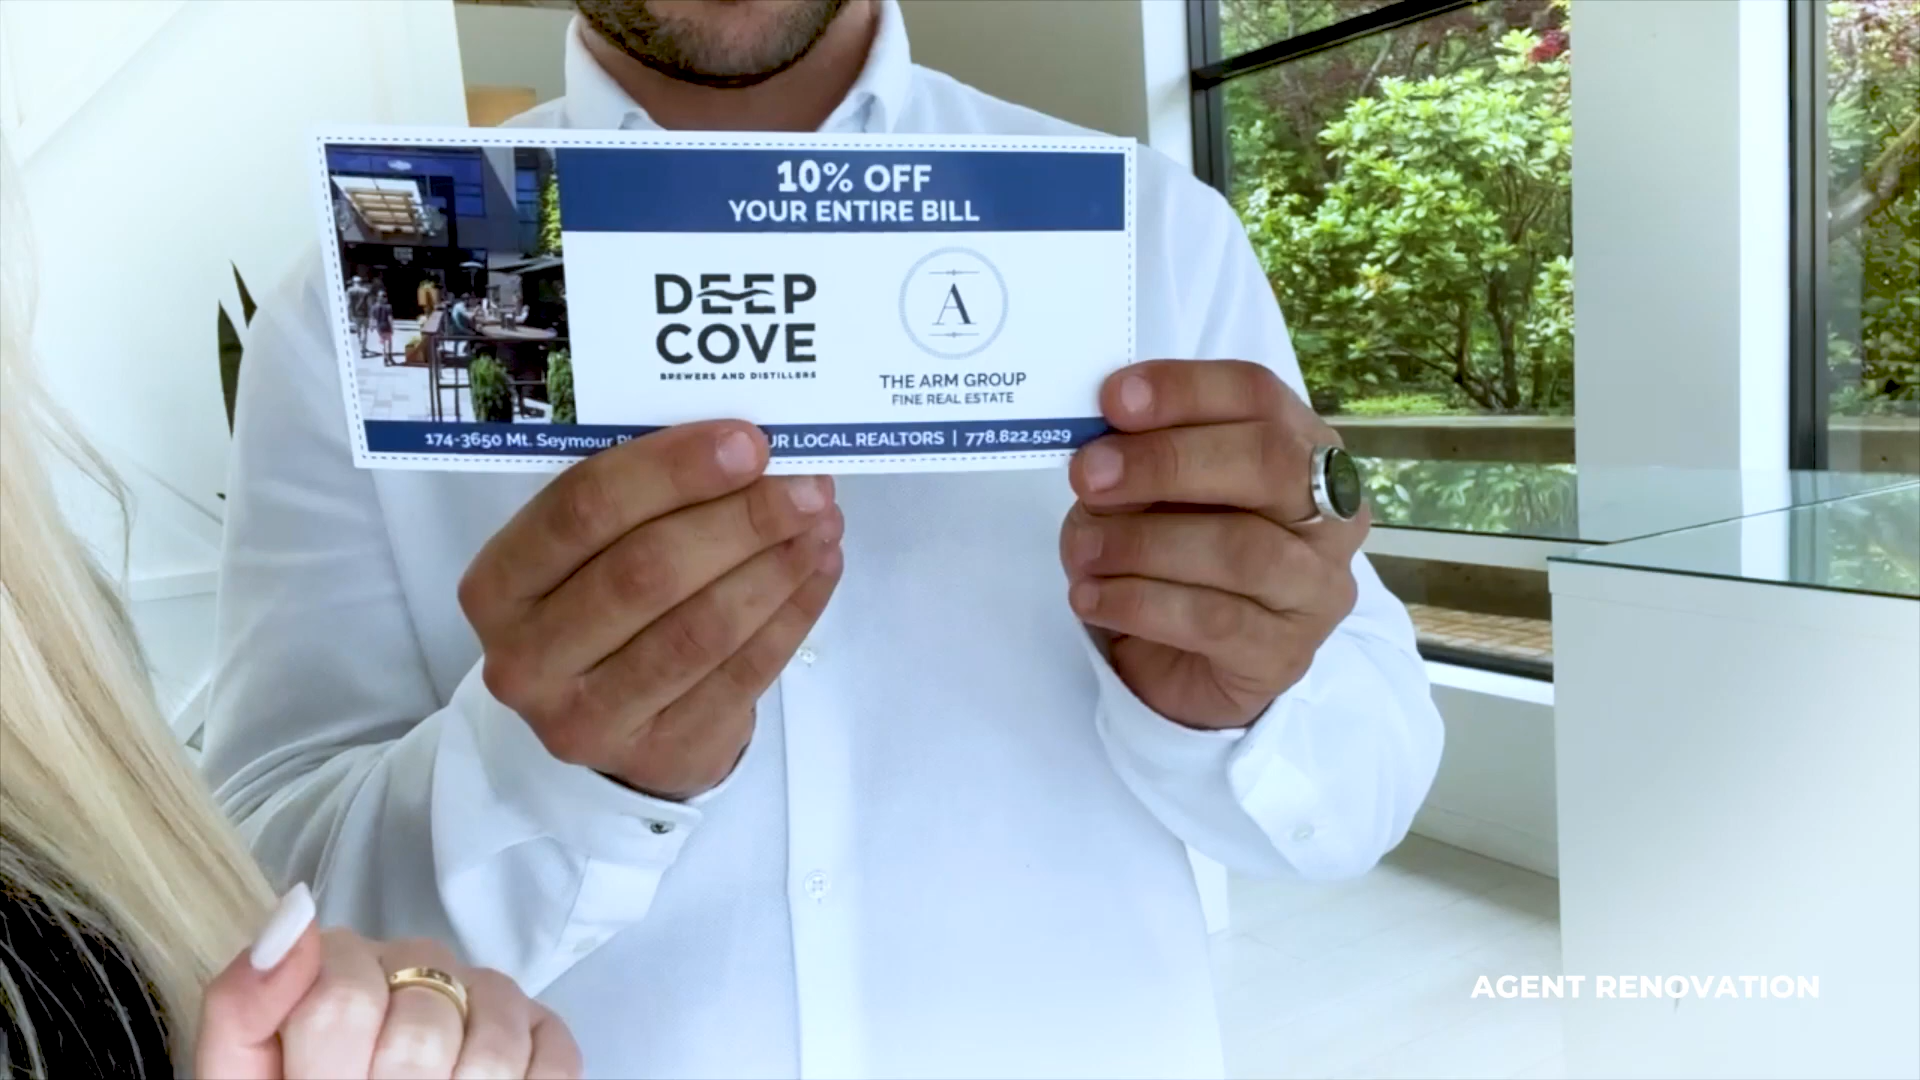 10% OFF
YOUR ENTIRE BILL
DEEP
COVE
BREWERS AND DISTILLERS
A
THE ARM GROUP
FINE REAL ESTATE
174-3650 Mt. Seymour LOCAL REALTORS | 778.822.5929
AGENT RENOVATION